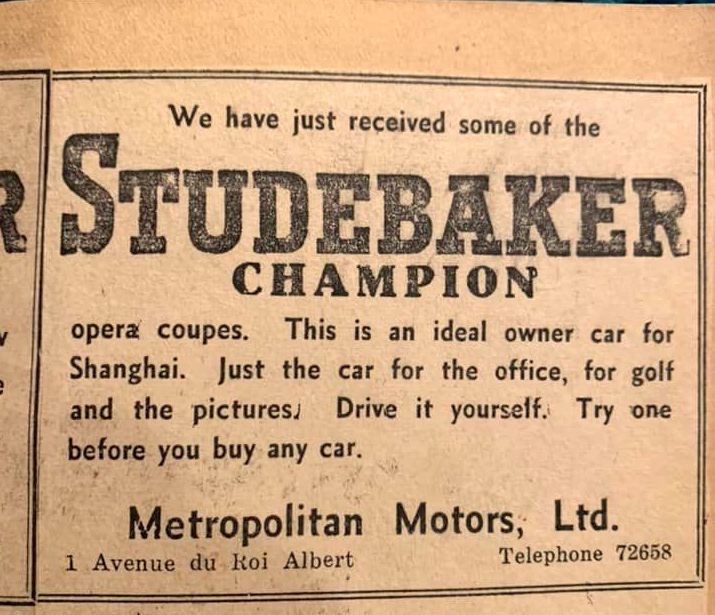 We have just received some of the
STUDEBAKER
CHAMPION
opera coupes. This is an ideal owner car for
Shanghai. Just the car for the office, for golf
and the pictures. Drive it yourself. Try one
before you buy any car.
Metropolitan Motors, Ltd.
1 Avenue du Roi Albert
Telephone 72658